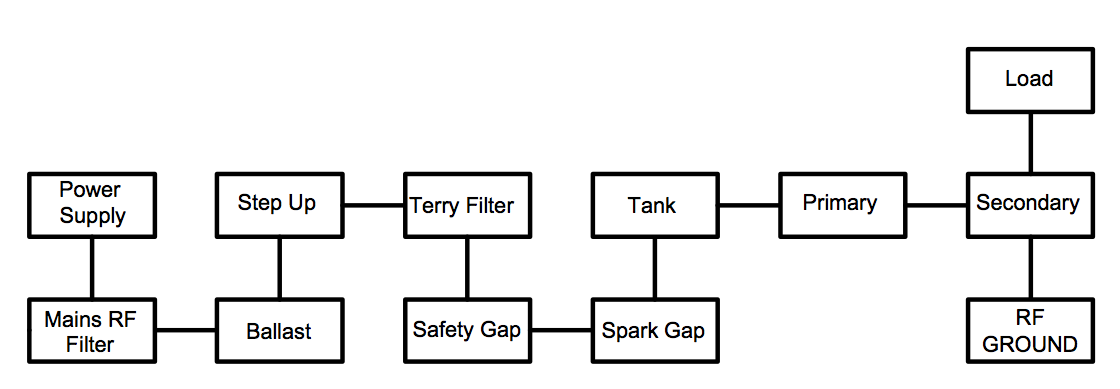 Load
Power
Supply
Step Up
Terry Filter
Tank
Primary
Secondary
Mains RF
Filter
Ballast
Safety Gap
Spark Gap
RF
GROUND